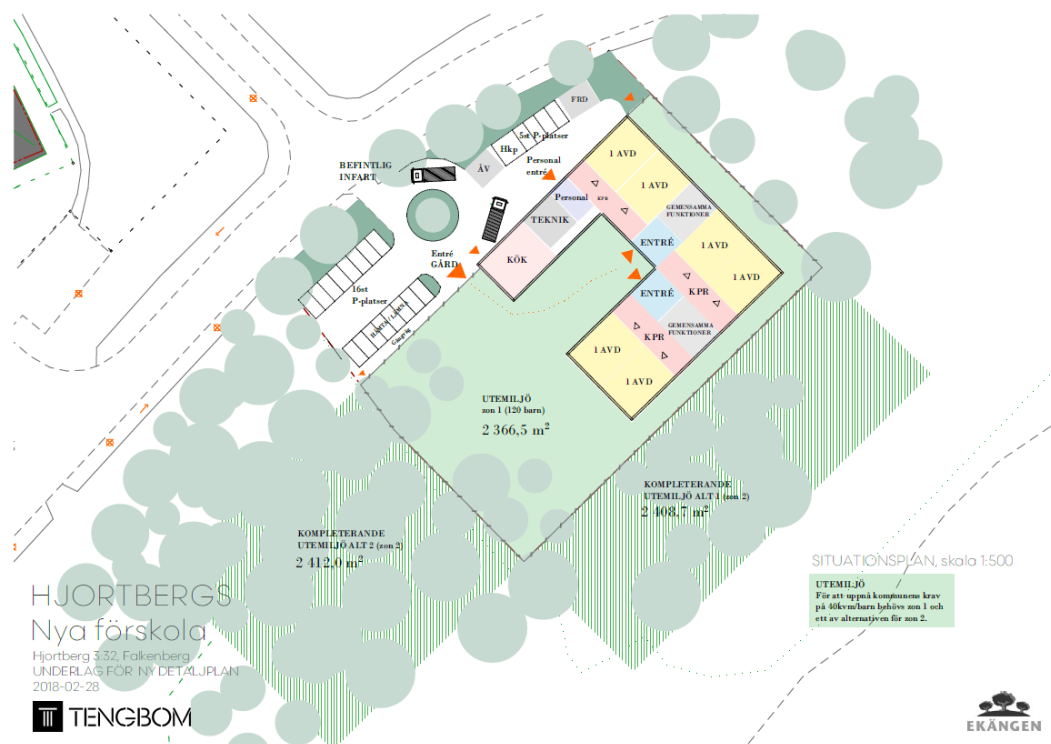 FRD
5st P-platser
Hkp
ÅV
BEFINTLIG
INFART
Personal
entré
1 AVD
1 AVD
KPR
Personal
GEMENSAMMA
FUNKTIONER
TEKNIK
ENTRÉ
1 AVD
KÖK
Entré
GÅRD
1 AVD
ENTRÉ
KPR
16st
P-platser
HÄMTA / LÄMNA
GEMENSAMMA
FUNKTIONER
KPR
1 AVD
1 AVD
UTEMILJÖ
zon 1 (120 barn)
2 366,5 m²
KOMPLETERANDE
UTEMILJÖ ALT 1 (zon 2)
2 408,7 m²
KOMPLETERANDE
UTEMILJÖ ALT 2 (zon 2)
2 412,0 m²
SITUATIONSPLAN, skala 1:500
UTEMILJÖ
För att uppnå kommunens krav
på 40kvm/barn behövs zon 1 och
ett av alternativen för zon 2.
HJORTBERGS
Nya förskola
Hjortberg 3:32, Falkenberg
UNDERLAG FÖR NY DETALJPLAN
2018-02-28
TENGBOM
EKÄNGEN